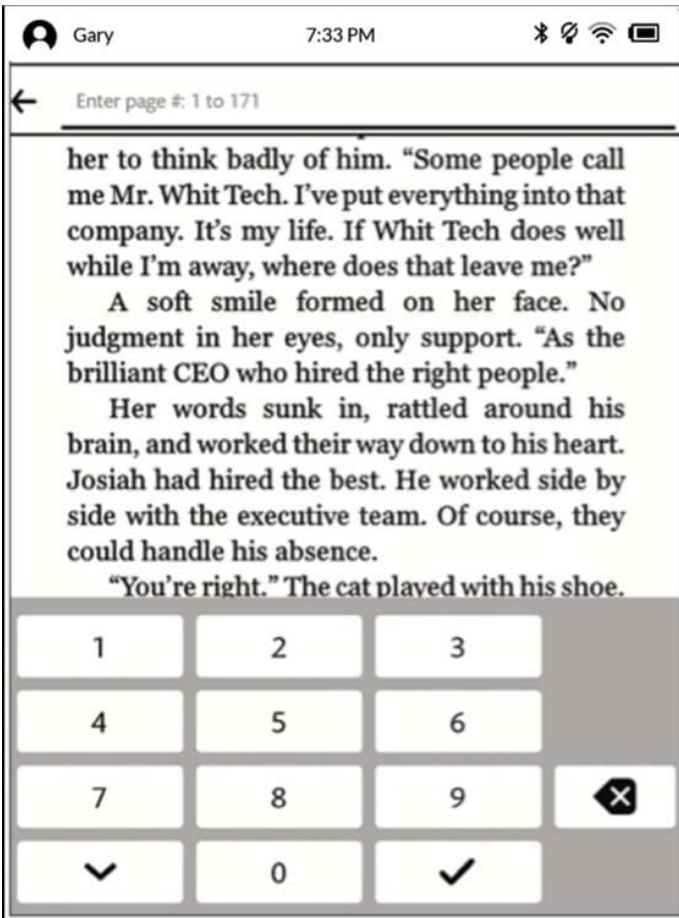 Gary 7:33 PM
Enter page #: 1 to 171
her to think badly of him. “Some people call
me Mr. Whit Tech. I’ve put everything into that
company. It’s my life. If Whit Tech does well
while I’m away, where does that leave me?”
A soft smile formed on her face. No
judgment in her eyes, only support. “As the
brilliant CEO who hired the right people.”
Her words sunk in, rattled around his
brain, and worked their way down to his heart.
Josiah had hired the best. He worked side by
side with the executive team. Of course, they
could handle his absence.
“You’re right.” The cat played with his shoe.
1 2 3
4 5 6
7 8 9
0